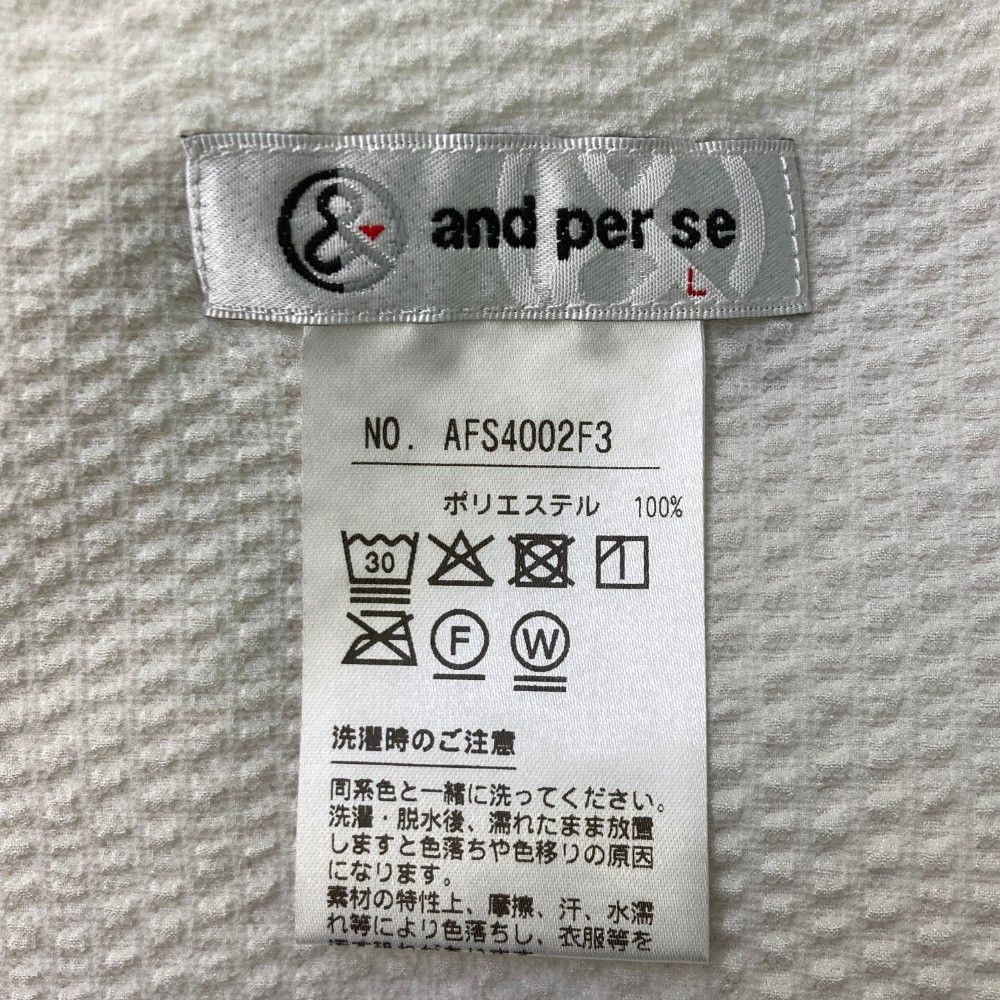 and per se
L
NO. AFS4002F3
ポリエステル 100%
30
F
W
洗濯時のご注意
同系色と一緒に洗ってください。
洗濯・脱水後、濡れたまま放置
しますと色落ちや色移りの原因
になります。
素材の特性上、摩擦、汗、水濡
れ等により色落ちし、衣服等を